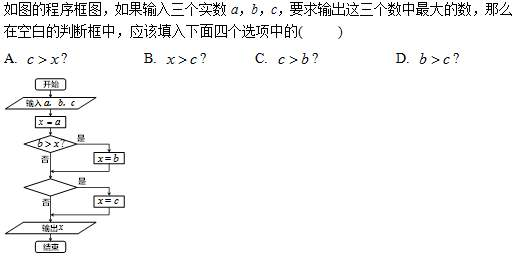 如图的程序框图，如果输入三个实数 a，b，c，要求输出这三个数中最大的数，那么
在空白的判断框中，应该填入下面四个选项中的(　　)
A. c＞x？ B. x＞c？ C. c＞b？ D. b＞c？
开始
输入 a，b，c
x=a
b＞x？
是
否
x=b
是
否
x=c
输出x
结束